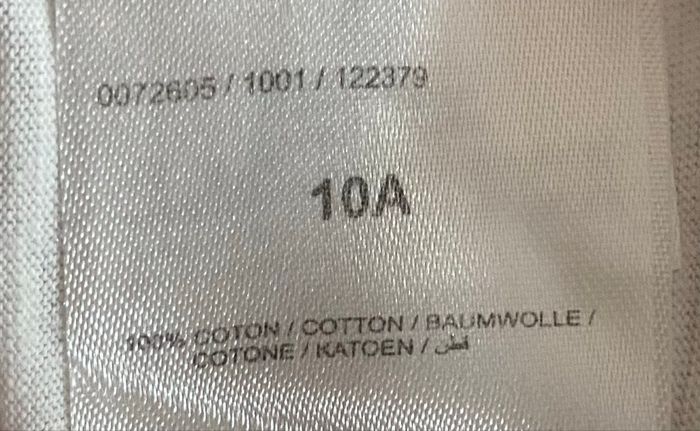 0072605 / 1001 / 122379
10A
100% COTON / COTTON / BAUMWOLLE /
COTONE / KATOEN / قطن